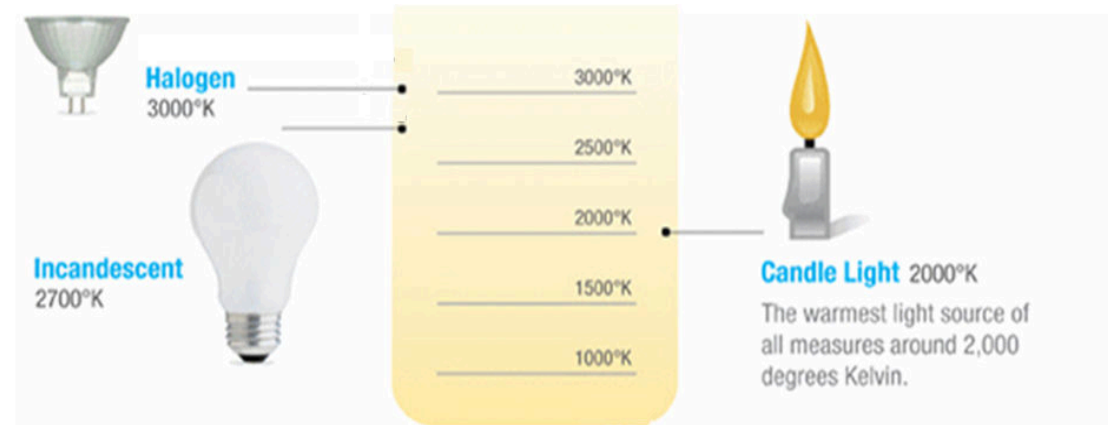 Halogen
3000°K
Incandescent
2700°K
3000°K
2500°K
2000°K
1500°K
1000°K
Candle Light 2000°K
The warmest light source of
all measures around 2,000
degrees Kelvin.